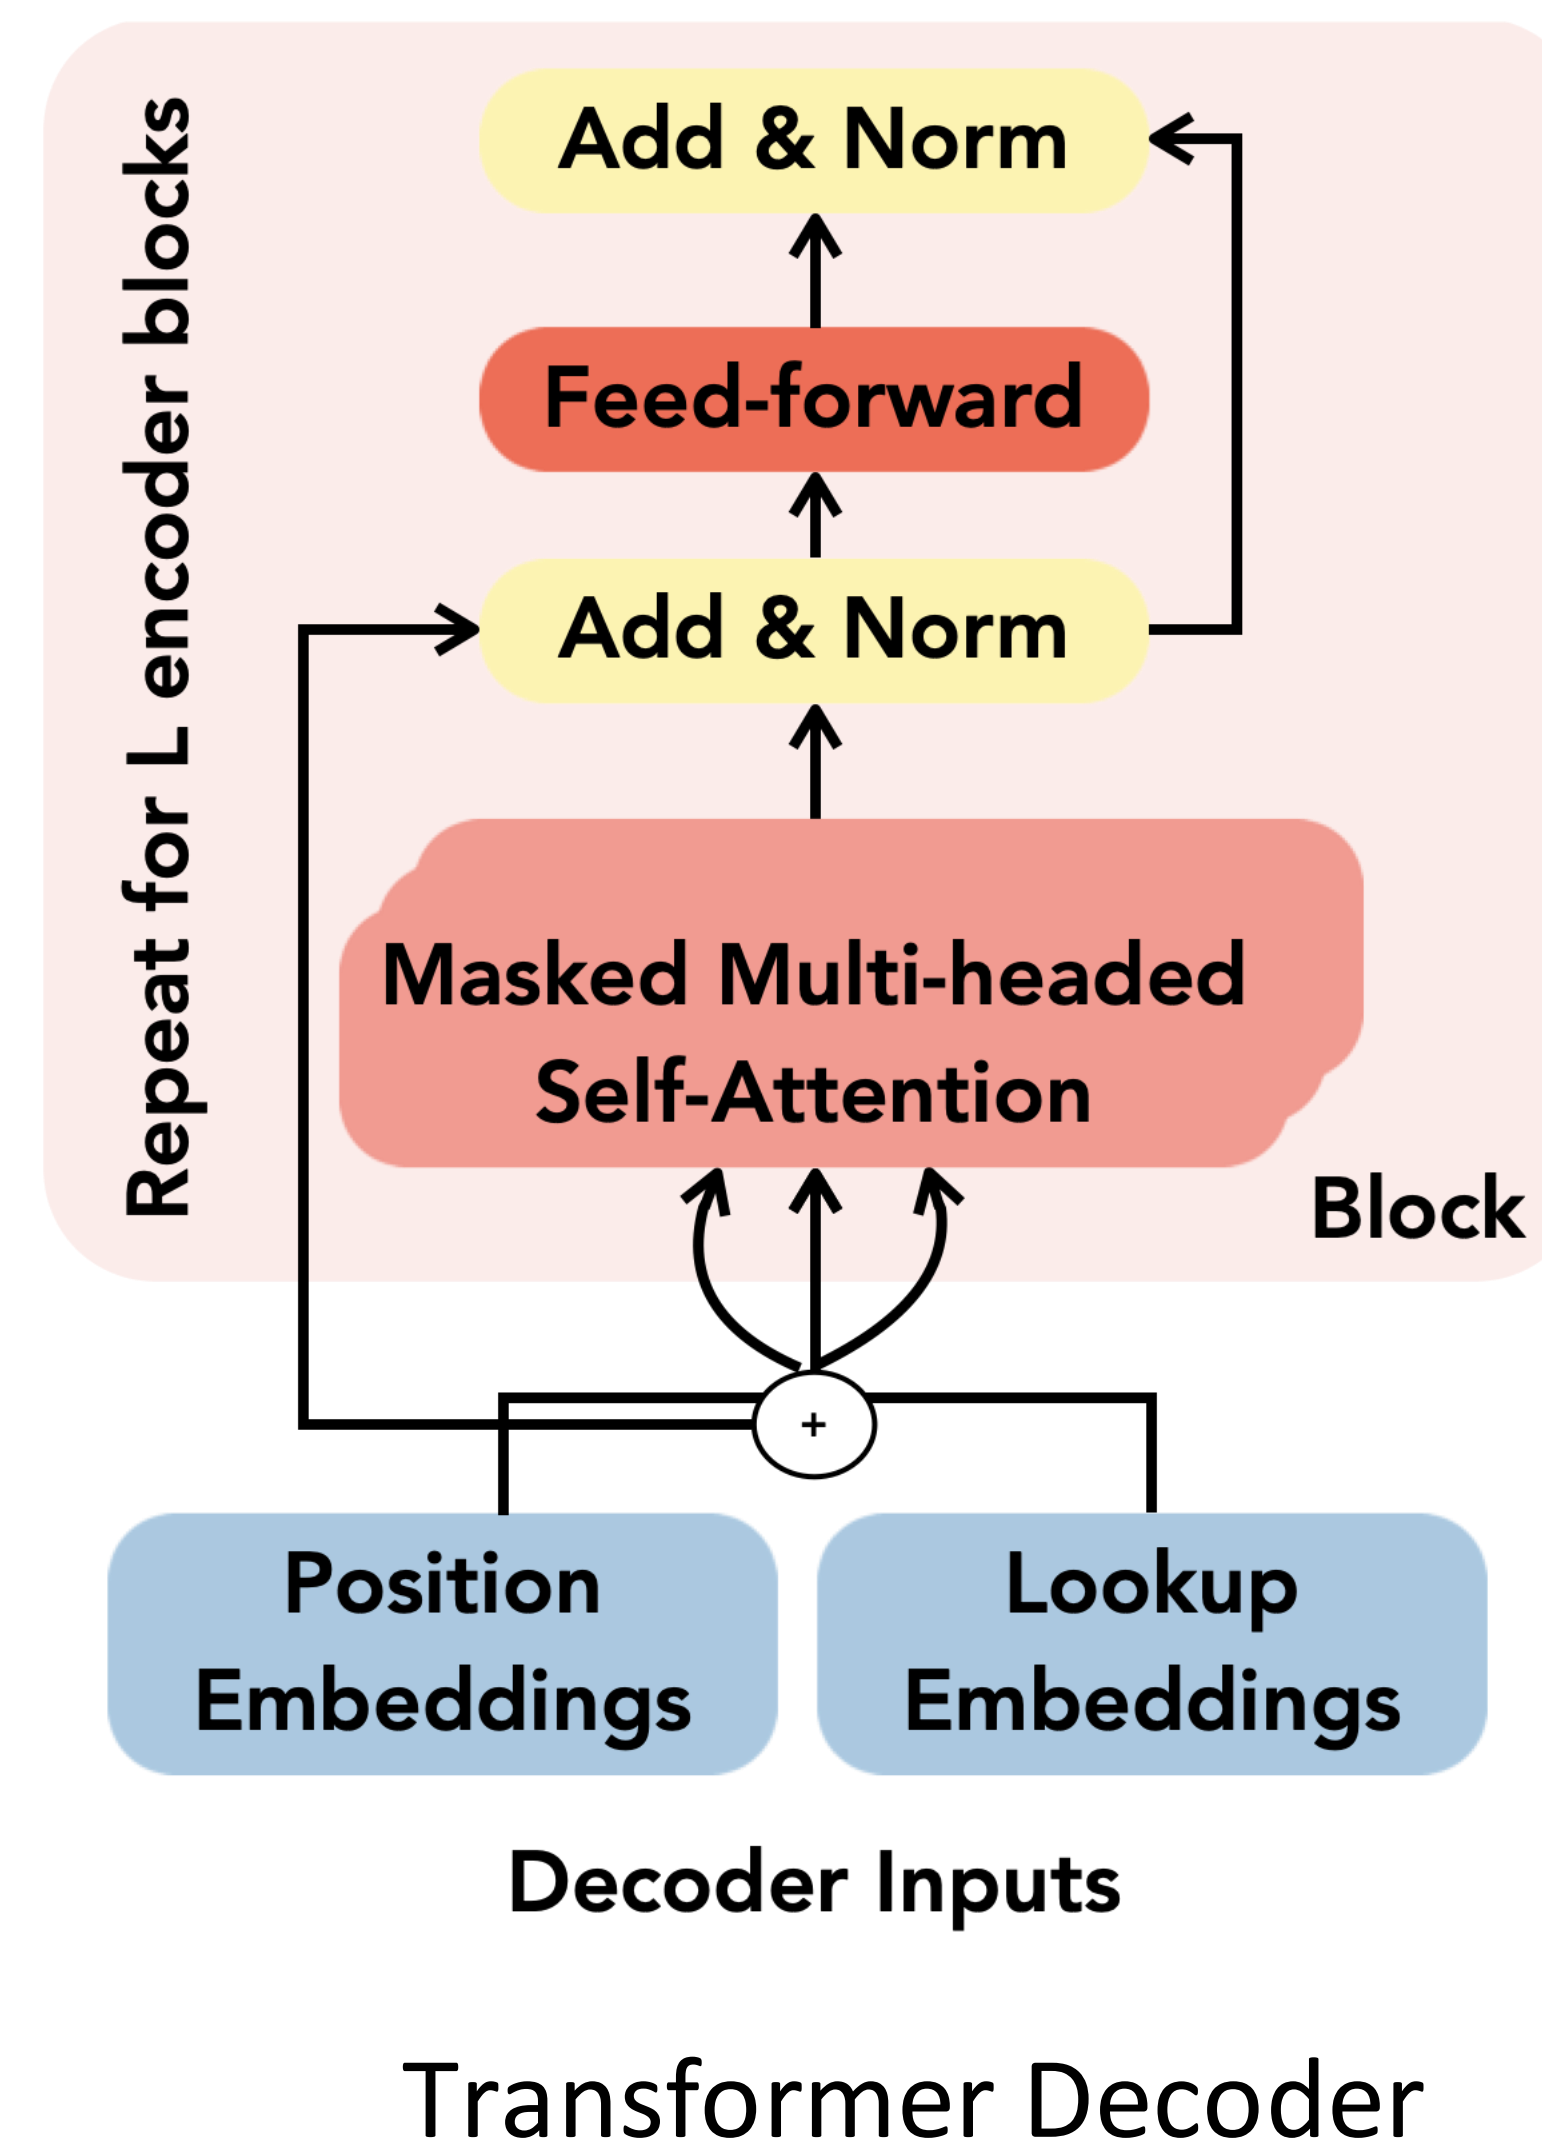 Repeat for L encoder blocks
Add & Norm
Feed-forward
Add & Norm
Masked Multi-headed
Self-Attention
Block
+
Position
Embeddings
Lookup
Embeddings
Decoder Inputs
Transformer Decoder